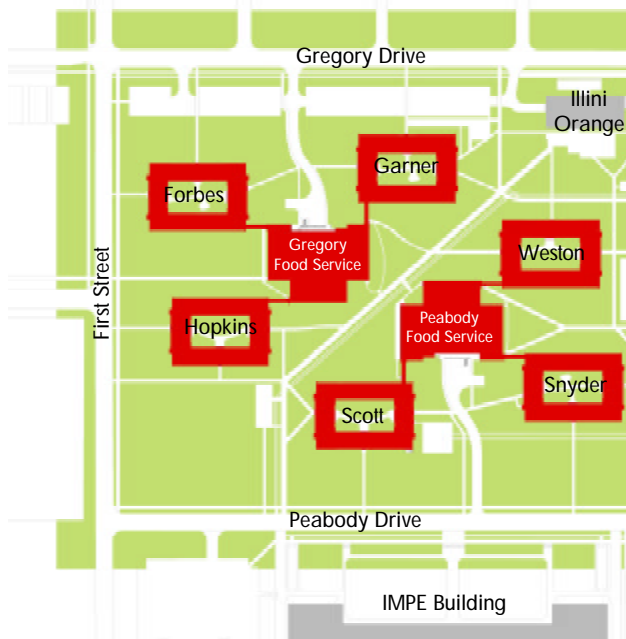 Gregory Drive
Illini
Orange
Garner
Forbes
Gregory
Food Service
Weston
First Street
Peabody
Food Service
Hopkins
Snyder
Scott
Peabody Drive
IMPE Building